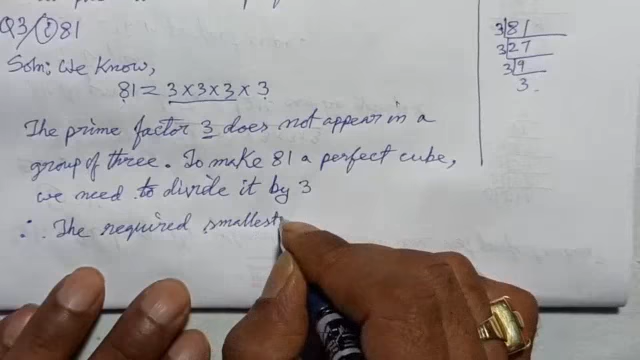 Q3/(i) 81
Soln: We Know,
81 = 3 × 3 × 3 × 3
The prime factor 3 does not appear in a
group of three. To make 81 a perfect cube,
we need to divide it by 3
∴ The required smallest
3|81
3|27
3|9
3